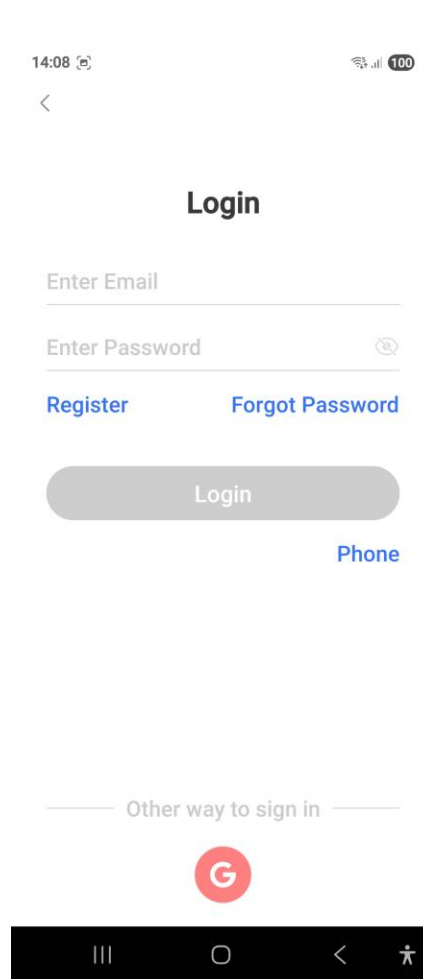 14:08
100
Login
Enter Email
Enter Password
Register Forgot Password
Login
Phone
Other way to sign in
G